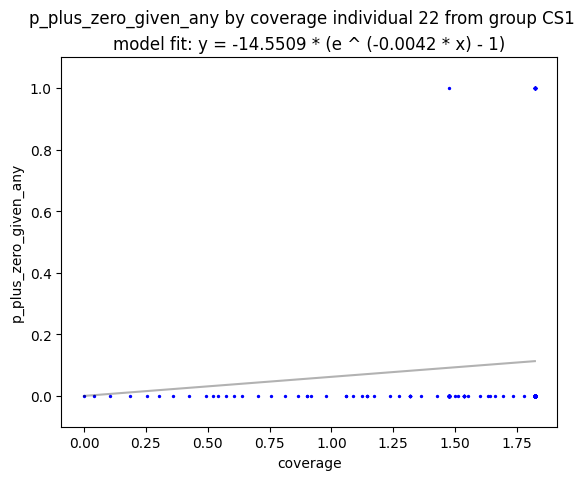 p_plus_zero_given_any by coverage individual 22 from group CS1
model fit: y = -14.5509 * (e ^ (-0.0042 * x) - 1)
p_plus_zero_given_any
1.0
0.8
0.6
0.4
0.2
0.0
0.00 0.25 0.50 0.75 1.00 1.25 1.50 1.75
coverage